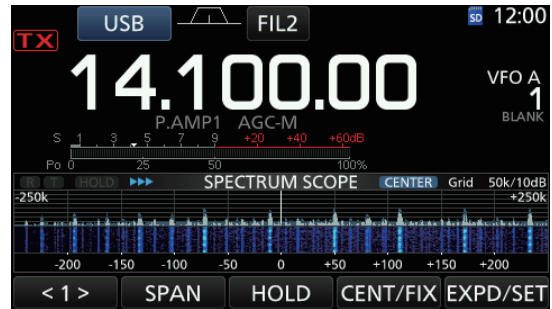 USB FIL2 SD 12:00
TX
14.100.00
VFO A
1
P.AMP1 AGC-M
BLANK
S 1 3 5 7 9 +20 +40 +60dB
Po 0 25 50 100%
R T HOLD SPECTRUM SCOPE CENTER Grid 50k/10dB
-250k +250k
-200 -150 -100 -50 0 +50 +100 +150 +200
< 1 > SPAN HOLD CENT/FIX EXPD/SET